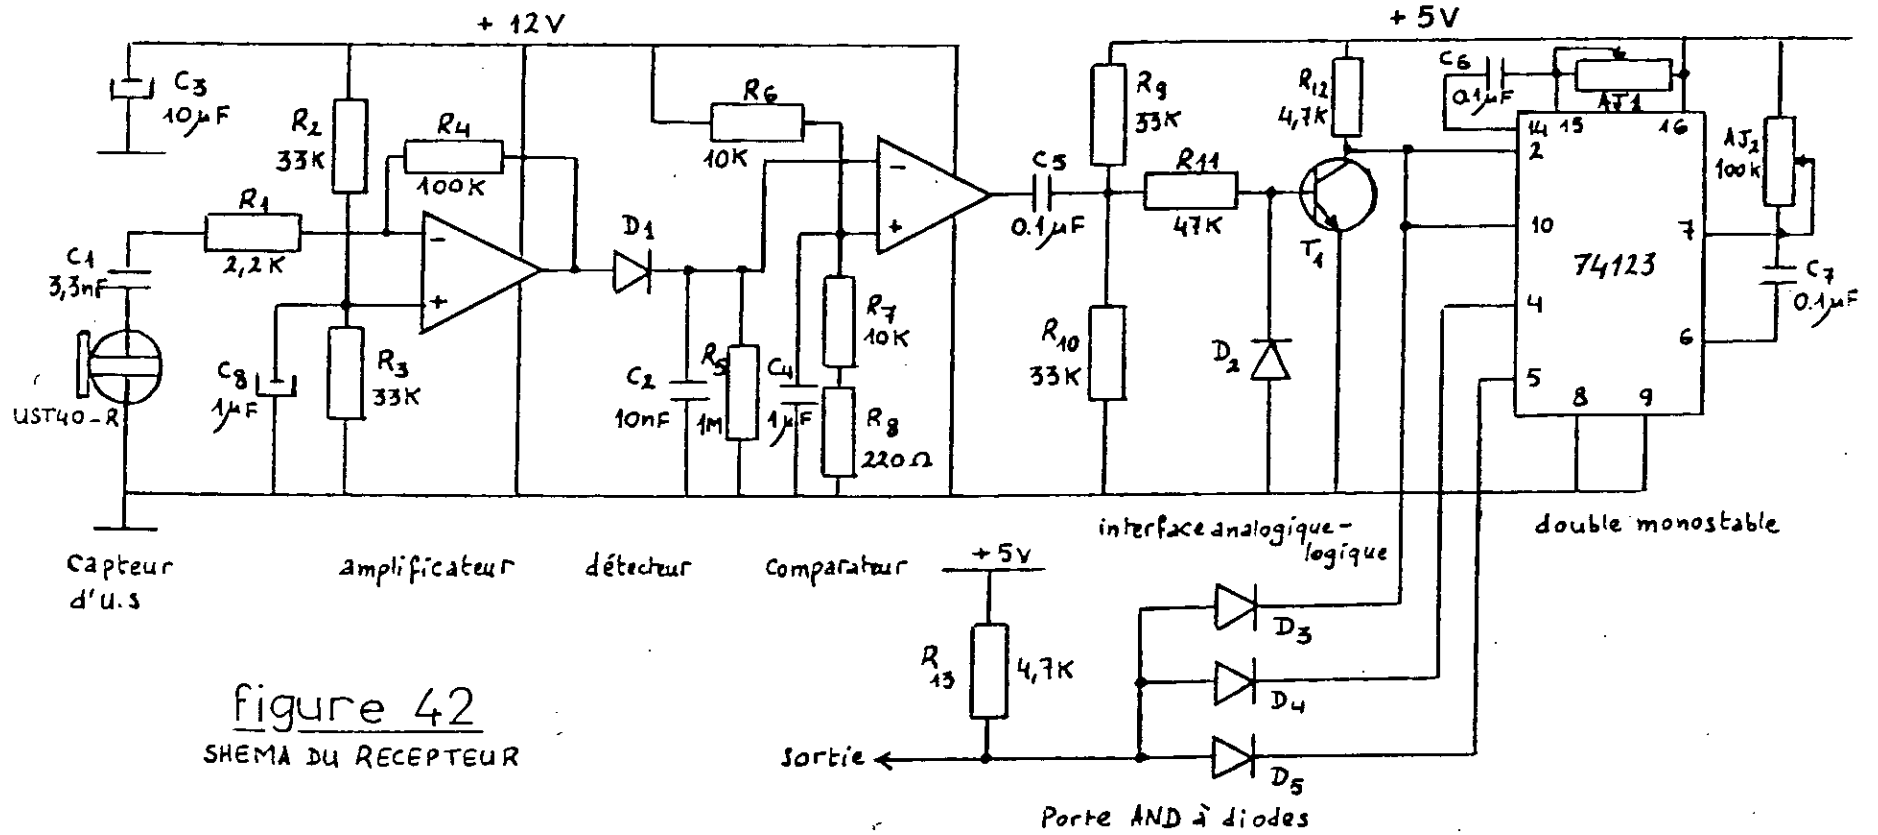 + 12V
+ 5V
C3
10µF
R2
33K
R4
100K
R6
10K
R9
33K
R12
4,7K
C6
0.1µF
AJ1
14
15
16
2
AJ2
100K
R1
2,2K
C1
3,3nF
-
+
D1
-
+
C5
0.1µF
R11
47K
T1
10
7
74123
C7
0.1µF
4
6
5
8
9
UST40-R
C8
1µF
R3
33K
C2
10nF
R5
1M
C4
1µF
R7
10K
R8
220Ω
R10
33K
D2
Capteur
d'U.S
amplificateur
détecteur
Comparateur
interface analogique-
logique
double monostable
+5V
R13
4,7K
D3
D4
D5
Sortie
figure 42
SHEMA DU RECEPTEUR
Porte AND à diodes